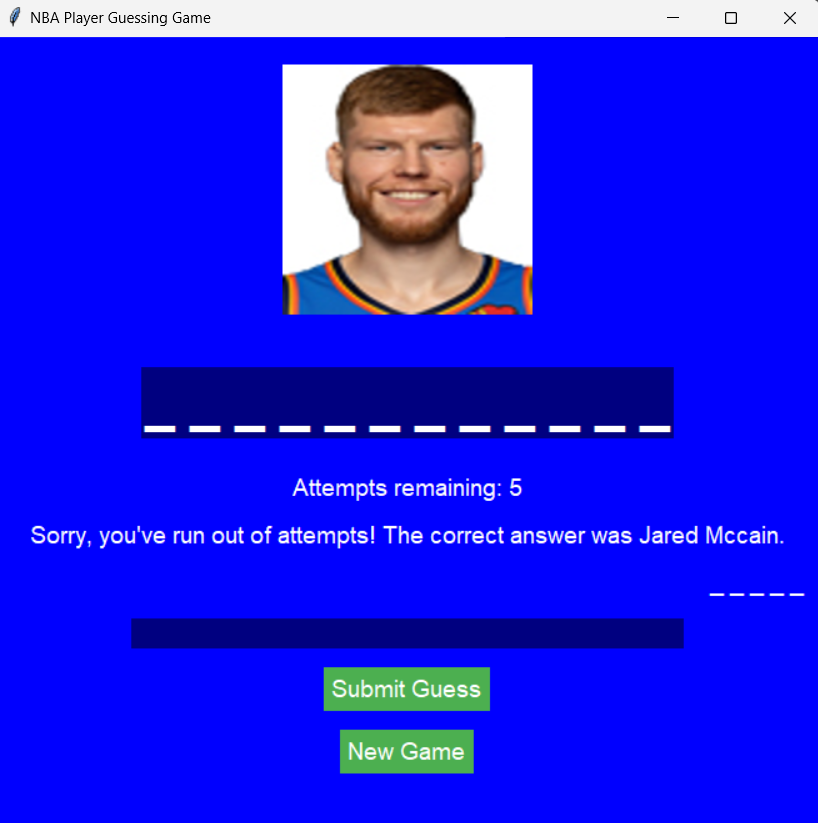 NBA Player Guessing Game
_ _ _ _ _ _ _ _ _ _ _ _
Attempts remaining: 5
Sorry, you've run out of attempts! The correct answer was Jared Mccain.
_____
Submit Guess
New Game